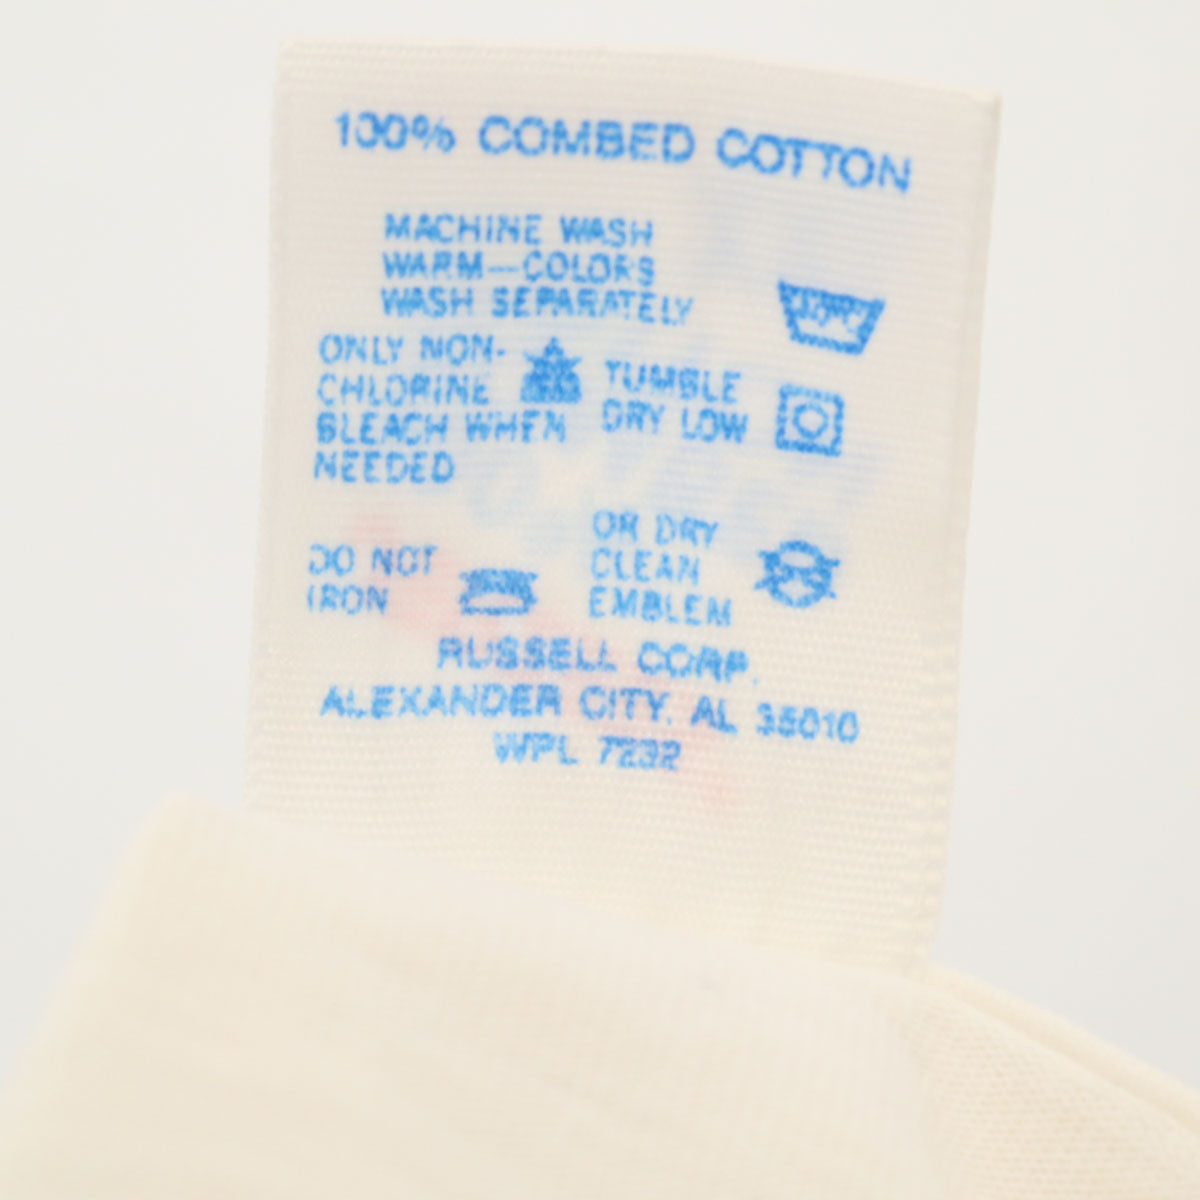 100% COMBED COTTON
MACHINE WASH
WARM—COLORS
WASH SEPARATELY
ONLY NON-
CHLORINE
BLEACH WHEN
NEEDED
TUMBLE
DRY LOW
DO NOT
IRON
OR DRY
CLEAN
EMBLEM
RUSSELL CORP.
ALEXANDER CITY, AL 35010
WPL 7232